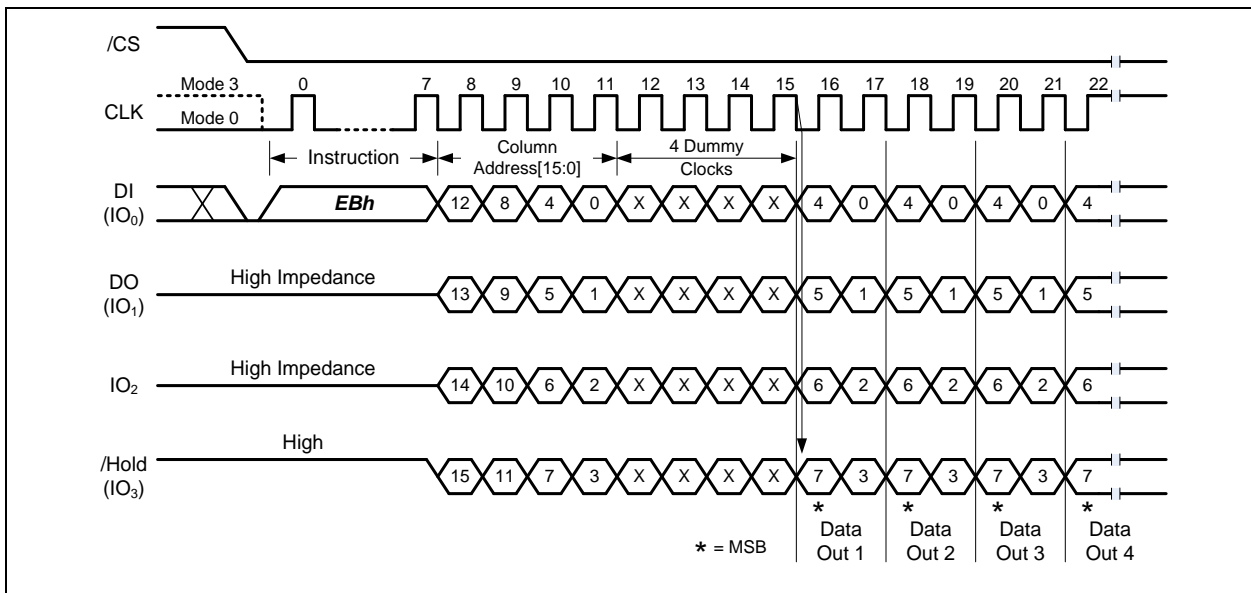 /CS
Mode 3 0 7 8 9 10 11 12 13 14 15 16 17 18 19 20 21 22
CLK
Mode 0
Instruction
Column
Address[15:0]
4 Dummy
Clocks
DI
(IO0)
EBh 12 8 4 0 X X X X 4 0 4 0 4 0 4
DO
(IO1)
High Impedance 13 9 5 1 X X X X 5 1 5 1 5 1 5
IO2
High Impedance 14 10 6 2 X X X X 6 2 6 2 6 2 6
/Hold
(IO3)
High 15 11 7 3 X X X X 7 3 7 3 7 3 7
* * * *
* = MSB
Data
Out 1
Data
Out 2
Data
Out 3
Data
Out 4